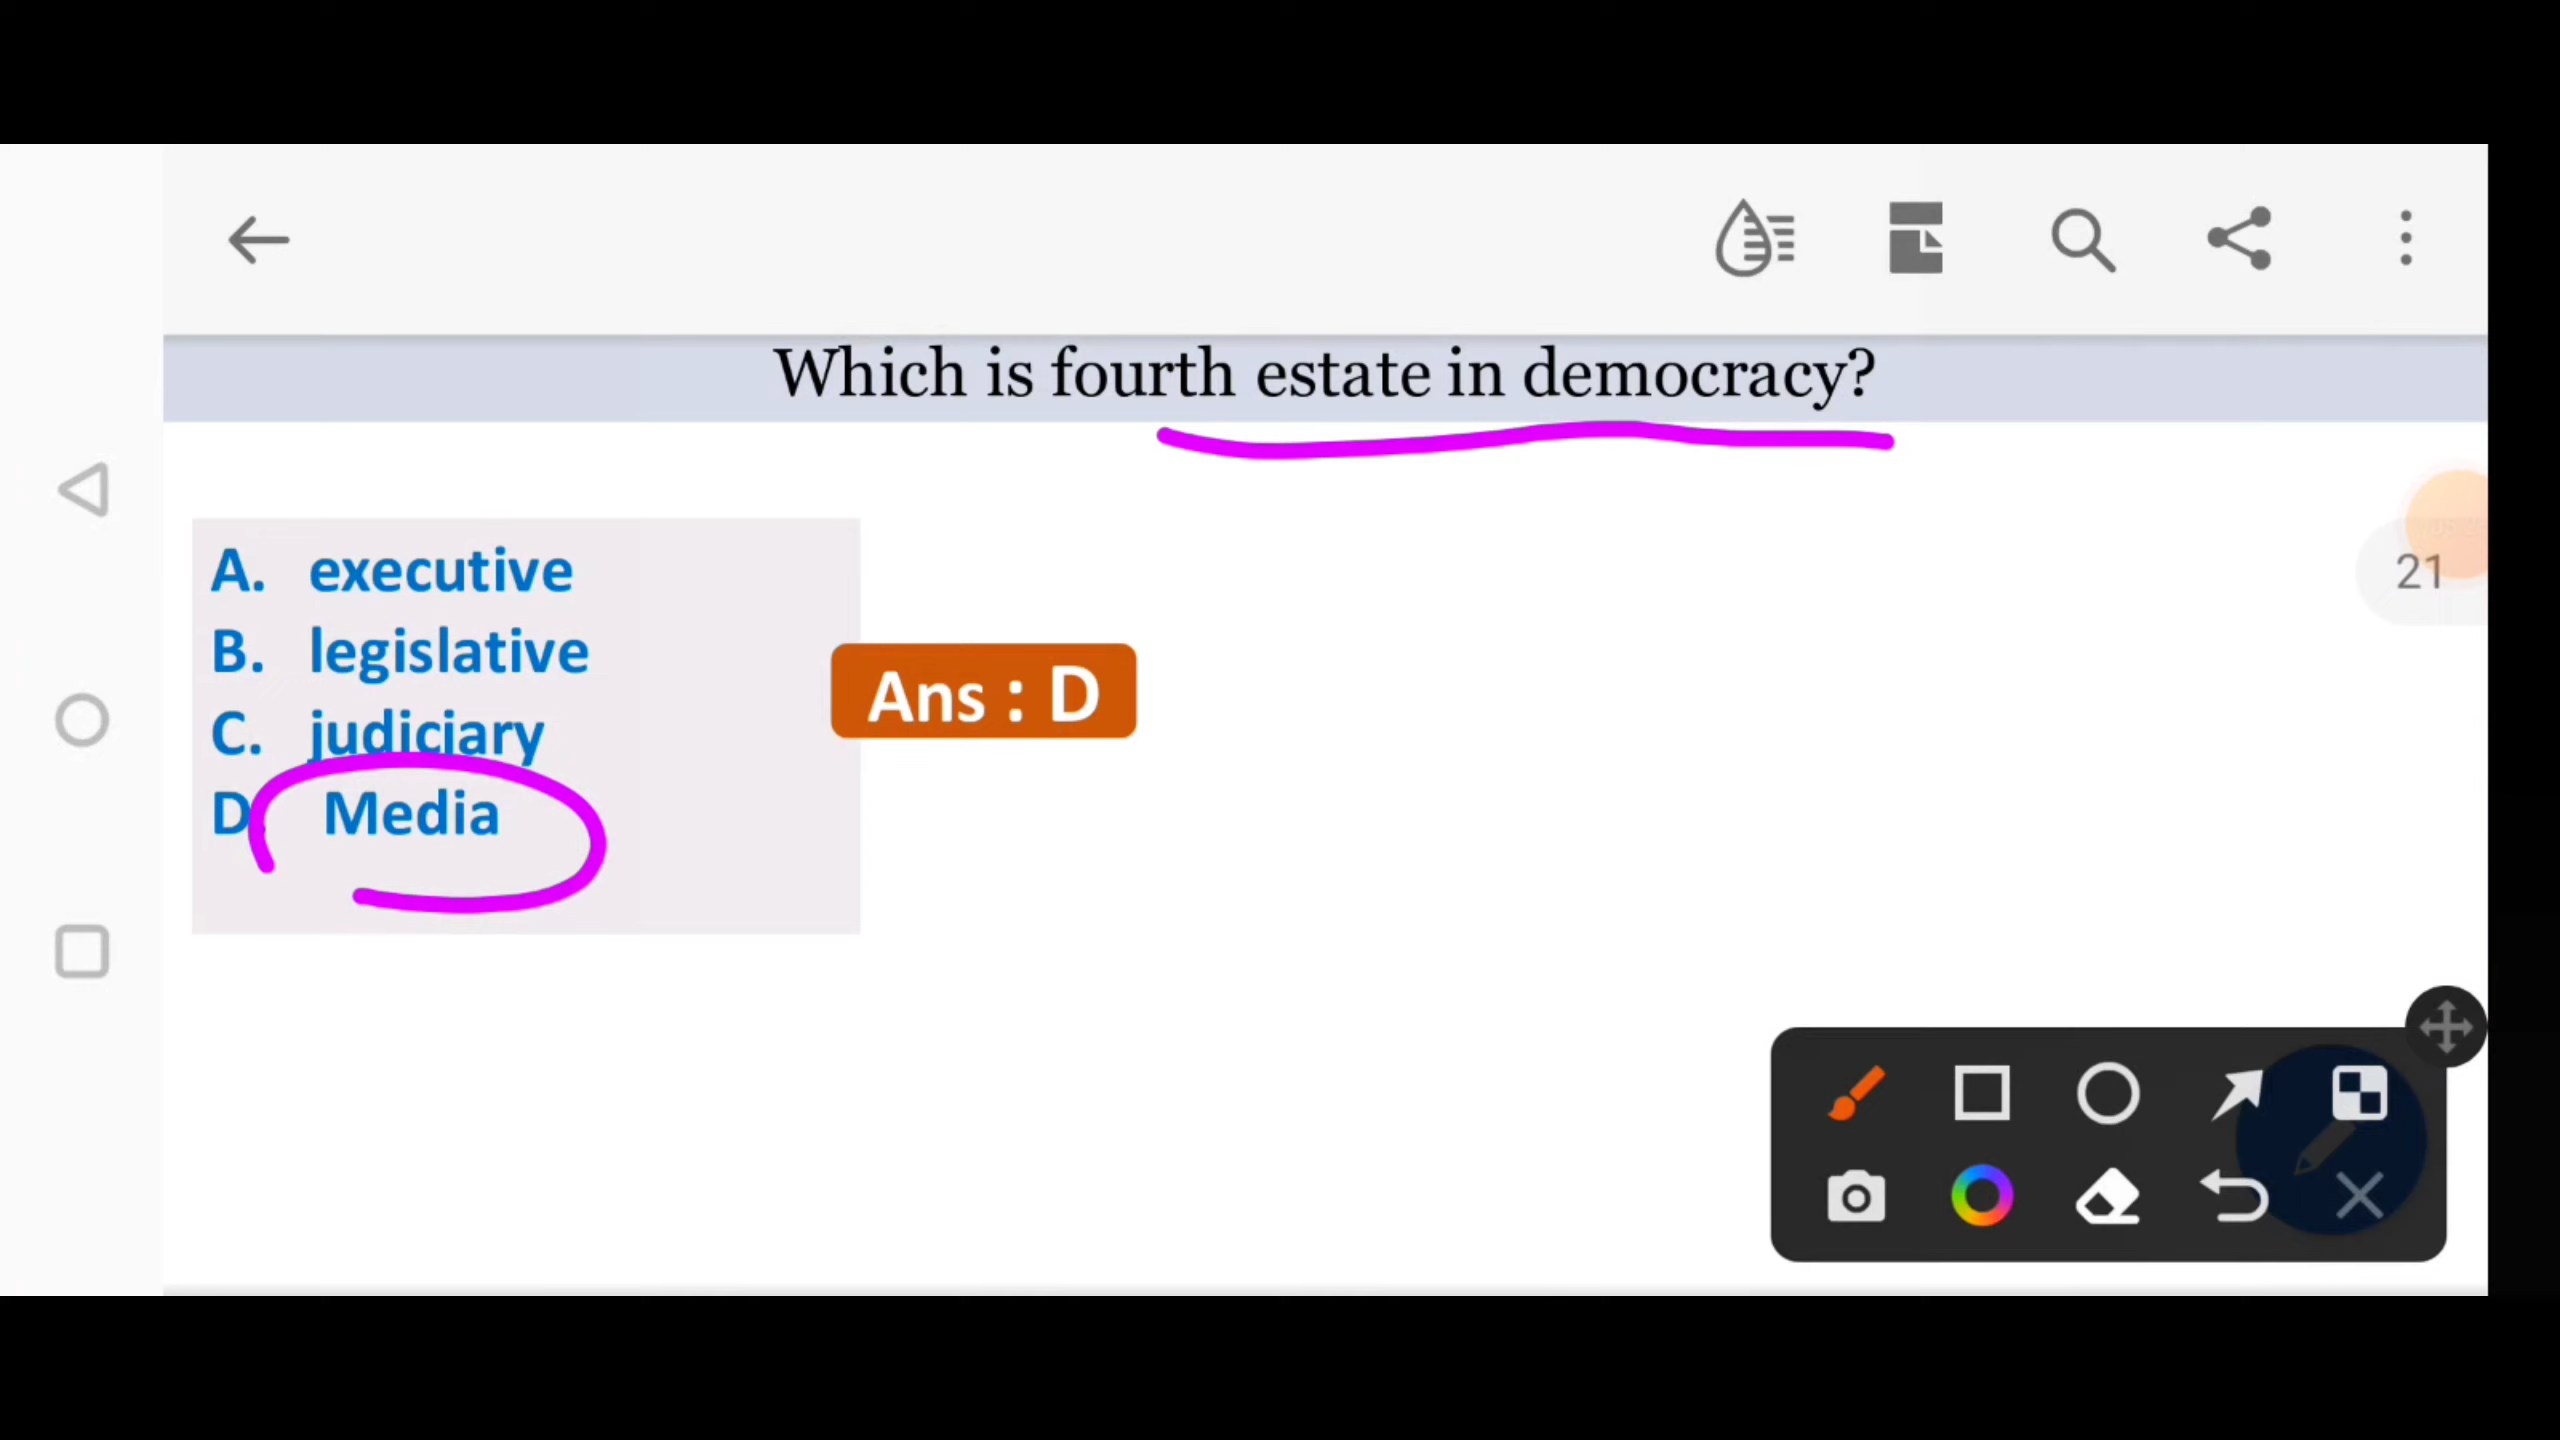 Which is fourth estate in democracy?
A. executive
B. legislative
C. judiciary
D. Media
Ans : D
21